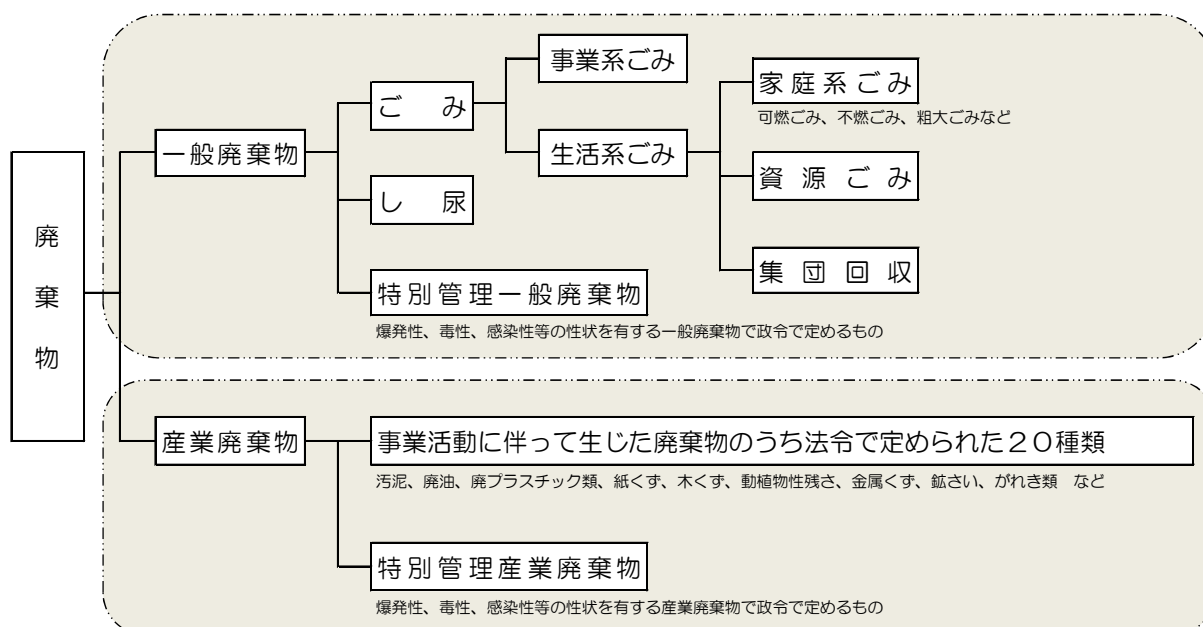 廃棄物
一般廃棄物
ごみ
事業系ごみ
生活系ごみ
家庭系ごみ
可燃ごみ、不燃ごみ、粗大ごみなど
資源ごみ
集団回収
し尿
特別管理一般廃棄物
爆発性、毒性、感染性等の性状を有する一般廃棄物で政令で定めるもの
産業廃棄物
事業活動に伴って生じた廃棄物のうち法令で定められた２０種類
汚泥、廃油、廃プラスチック類、紙くず、木くず、動植物性残さ、金属くず、鉱さい、がれき類　など
特別管理産業廃棄物
爆発性、毒性、感染性等の性状を有する産業廃棄物で政令で定めるもの